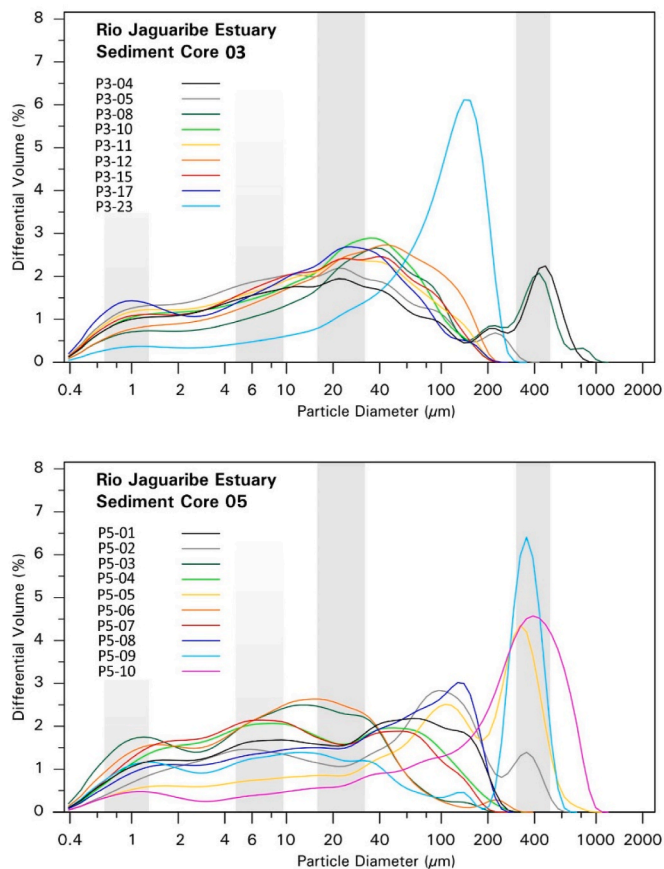 Rio Jaguaribe Estuary
Sediment Core 03
P3-04
P3-05
P3-08
P3-10
P3-11
P3-12
P3-15
P3-17
P3-23
Differential Volume (%)
8
7
6
5
4
3
2
1
0
0.4 1 2 4 6 10 20 40 100 200 400 1000 2000
Particle Diameter (µm)
Rio Jaguaribe Estuary
Sediment Core 05
P5-01
P5-02
P5-03
P5-04
P5-05
P5-06
P5-07
P5-08
P5-09
P5-10
Differential Volume (%)
8
7
6
5
4
3
2
1
0
0.4 1 2 4 6 10 20 40 100 200 400 1000 2000
Particle Diameter (µm)